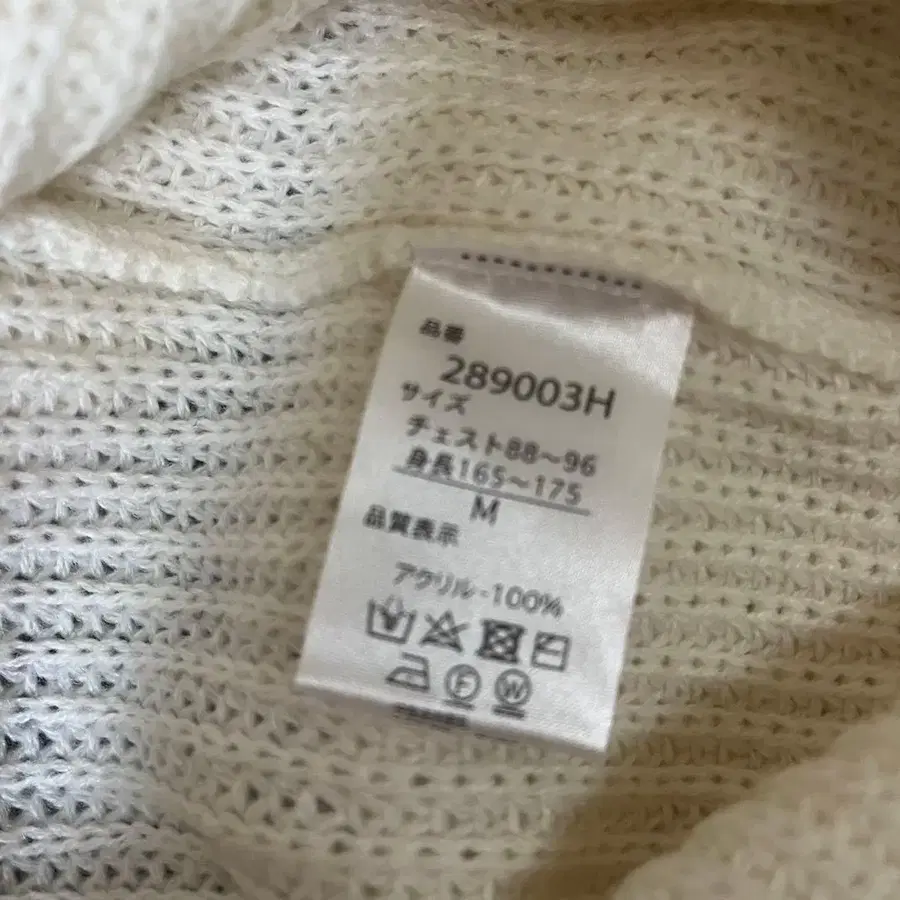 品番
289003H
サイズ
チェスト88～96
身長165～175
M
品質表示
アクリル-100%
F
W